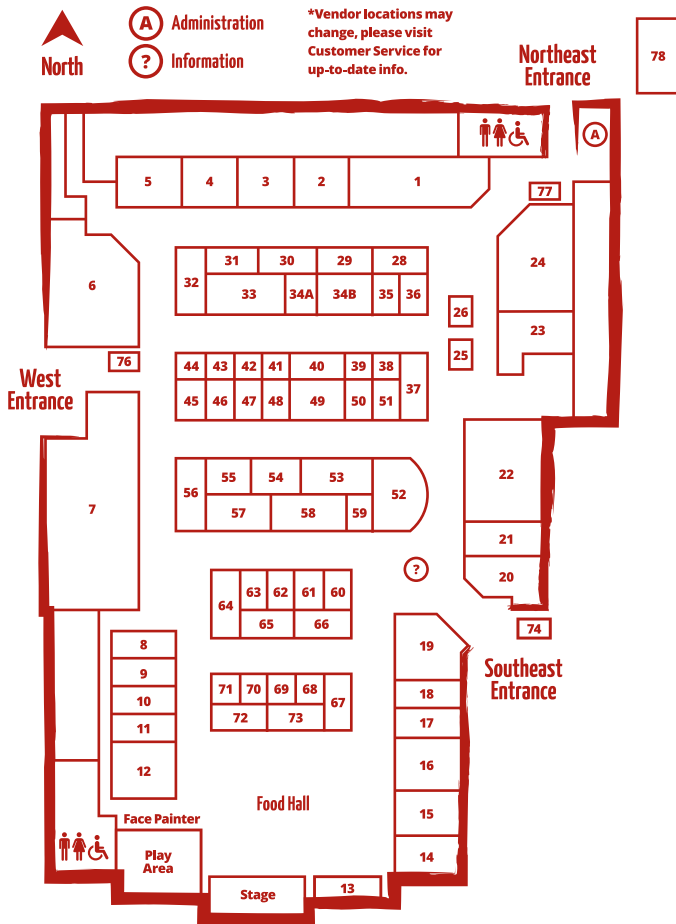 North
A Administration
? Information
*Vendor locations may
change, please visit
Customer Service for
up-to-date info.
Northeast
Entrance
78
A
5 4 3 2 1
77
24
23
6
31 30 29 28
32
33 34A 34B 35 36
26
25
76
West
Entrance
44 43 42 41 40 39 38
37
45 46 47 48 49 50 51
7
22
21
20
56
55 54 53
52
57 58 59
?
64
63 62 61 60
65 66
74
Southeast
Entrance
8
9
10
11
12
19
18
17
16
15
14
71 70 69 68
67
72 73
Food Hall
Face Painter
Play
Area
Stage
13